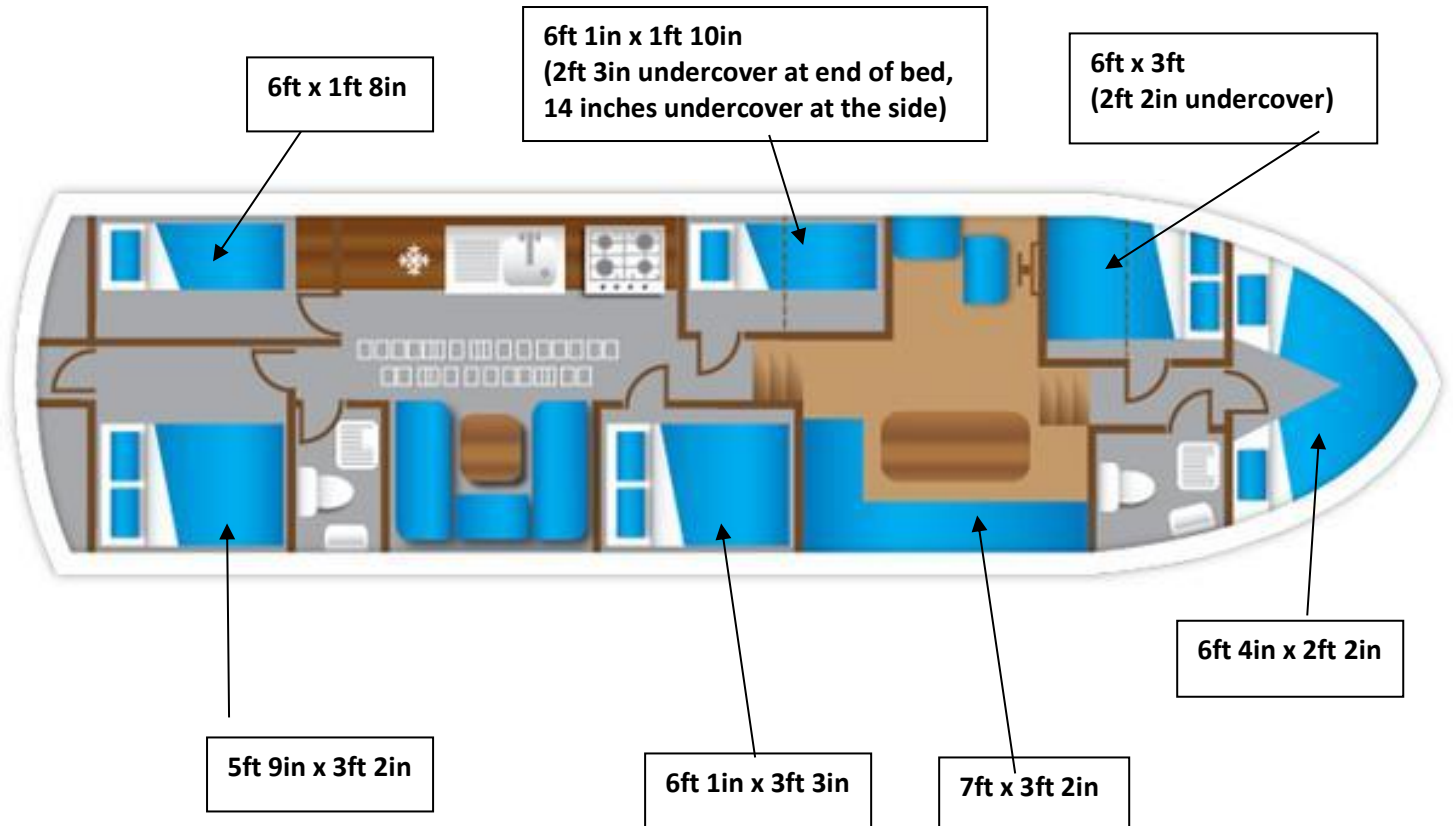 6ft 1in x 1ft 10in
(2ft 3in undercover at end of bed,
14 inches undercover at the side)
6ft x 3ft
(2ft 2in undercover)
6ft x 1ft 8in
6ft 4in x 2ft 2in
5ft 9in x 3ft 2in
6ft 1in x 3ft 3in
7ft x 3ft 2in